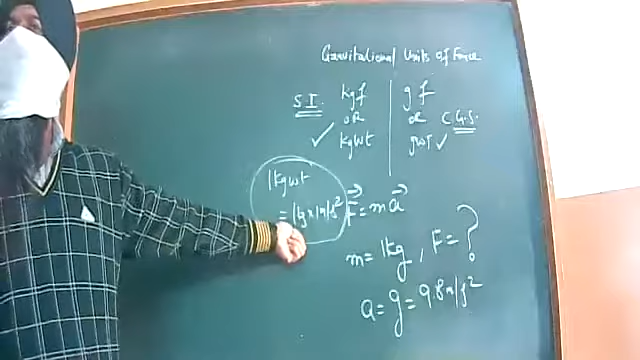 Gravitational Units of Force
S.I. kgf | gf
OR | OR C.G.S.
✓ kgwt | gwt ✓
1kgwt
= 1kg x 1m/s² F⃗ = ma⃗
m = 1kg, F = ?
a = g = 9.8m/s²